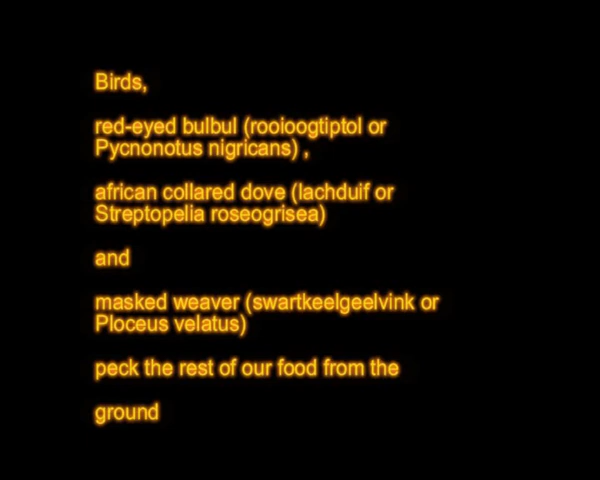 Birds,
red-eyed bulbul (rooioogtiptol or
Pycnonotus nigricans) ,
african collared dove (lachduif or
Streptopelia roseogrisea)
and
masked weaver (swartkeelgeelvink or
Ploceus velatus)
peck the rest of our food from the
ground